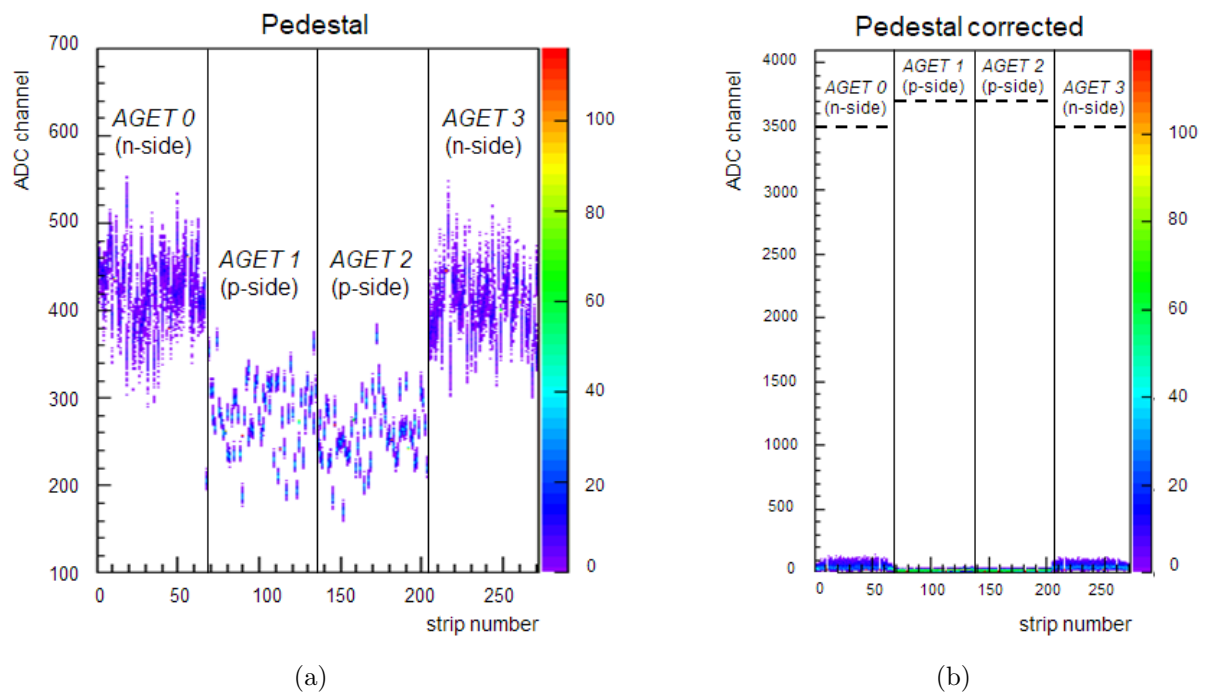 Pedestal
ADC channel
700
600
500
400
300
200
100
AGET 0
(n-side)
AGET 1
(p-side)
AGET 2
(p-side)
AGET 3
(n-side)
100
80
60
40
20
0
0 50 100 150 200 250
strip number
(a)
Pedestal corrected
ADC channel
4000
3500
3000
2500
2000
1500
1000
500
0
AGET 0
(n-side)
AGET 1
(p-side)
AGET 2
(p-side)
AGET 3
(n-side)
100
80
60
40
20
0
0 50 100 150 200 250
strip number
(b)